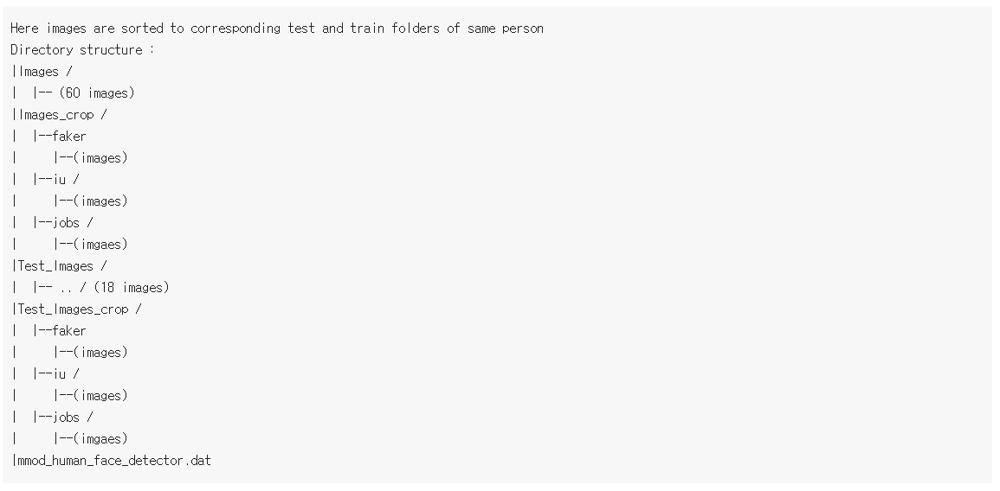 Here images are sorted to corresponding test and train folders of same person
Directory structure :
|Images /
|  |-- (60 images)
|Images_crop /
|  |--faker
|     |--(images)
|  |--iu /
|     |--(images)
|  |--jobs /
|     |--(imgaes)
|Test_Images /
|  |-- .. / (18 images)
|Test_Images_crop /
|  |--faker
|     |--(images)
|  |--iu /
|     |--(images)
|  |--jobs /
|     |--(imgaes)
|mmod_human_face_detector.dat